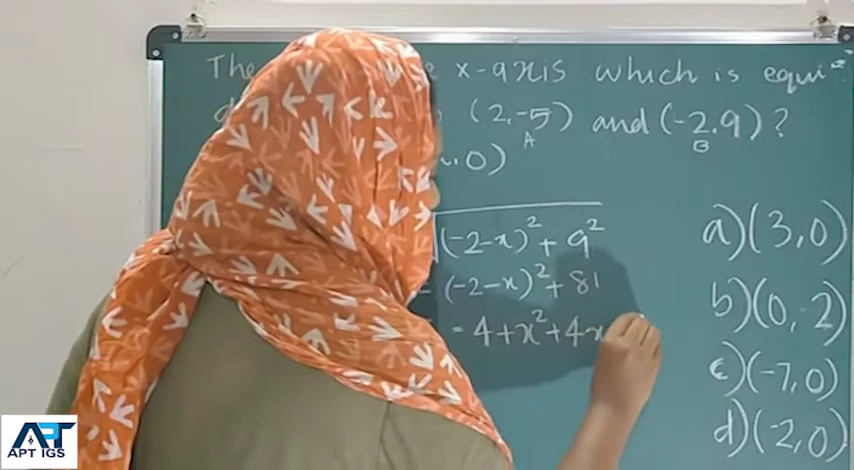 The x-axis which is equi-
(2,-5) and (-2,9)?
A B
,0)
√(-2-x)²+9²
a)(3,0)
= (-2-x)²+81
b)(0,-2)
= 4+x²+4x
c)(-7,0)
d)(-2,0)
APT IGS